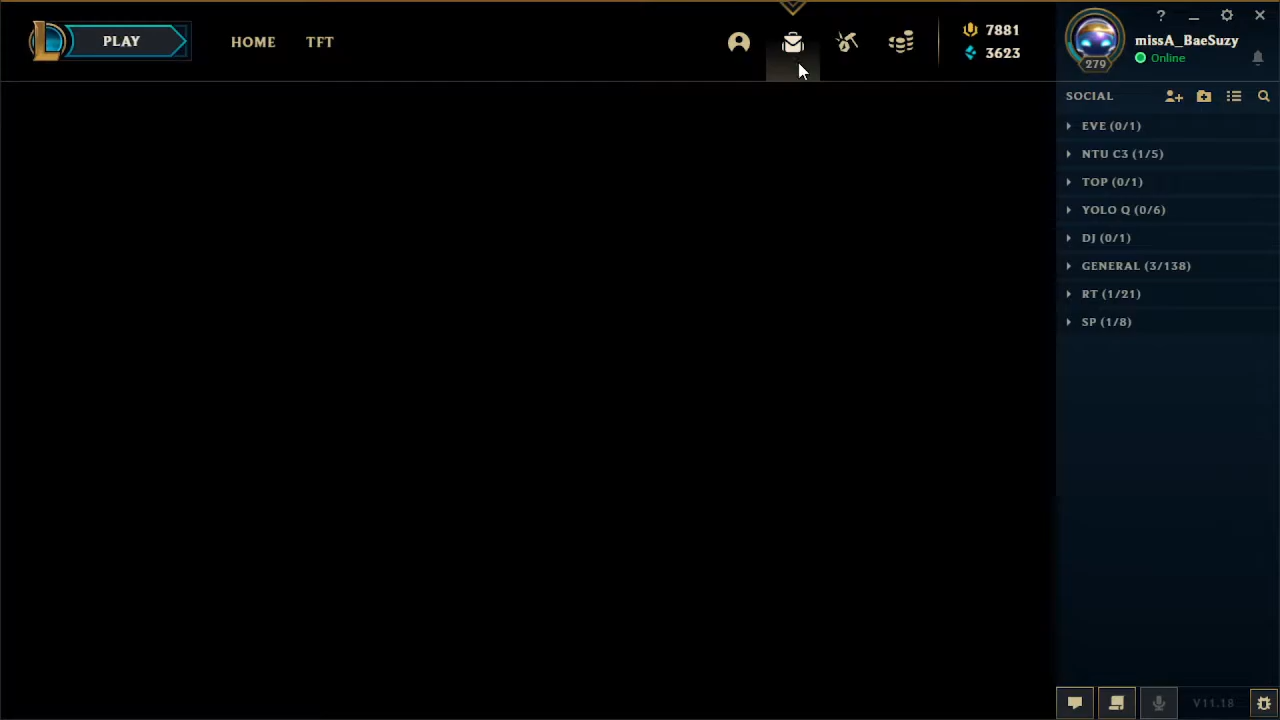 PLAY
HOME
TFT
7881
3623
279
?
missA_BaeSuzy
Online
SOCIAL
EVE (0/1)
NTU C3 (1/5)
TOP (0/1)
YOLO Q (0/6)
DJ (0/1)
GENERAL (3/138)
RT (1/21)
SP (1/8)
V11.18